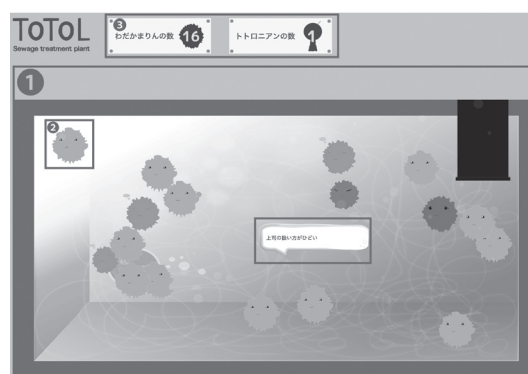 ToToL
Sewage treatment plant
③
わだかまりんの数 16
トトロニアンの数 1
①
②
上司の扱い方がひどい